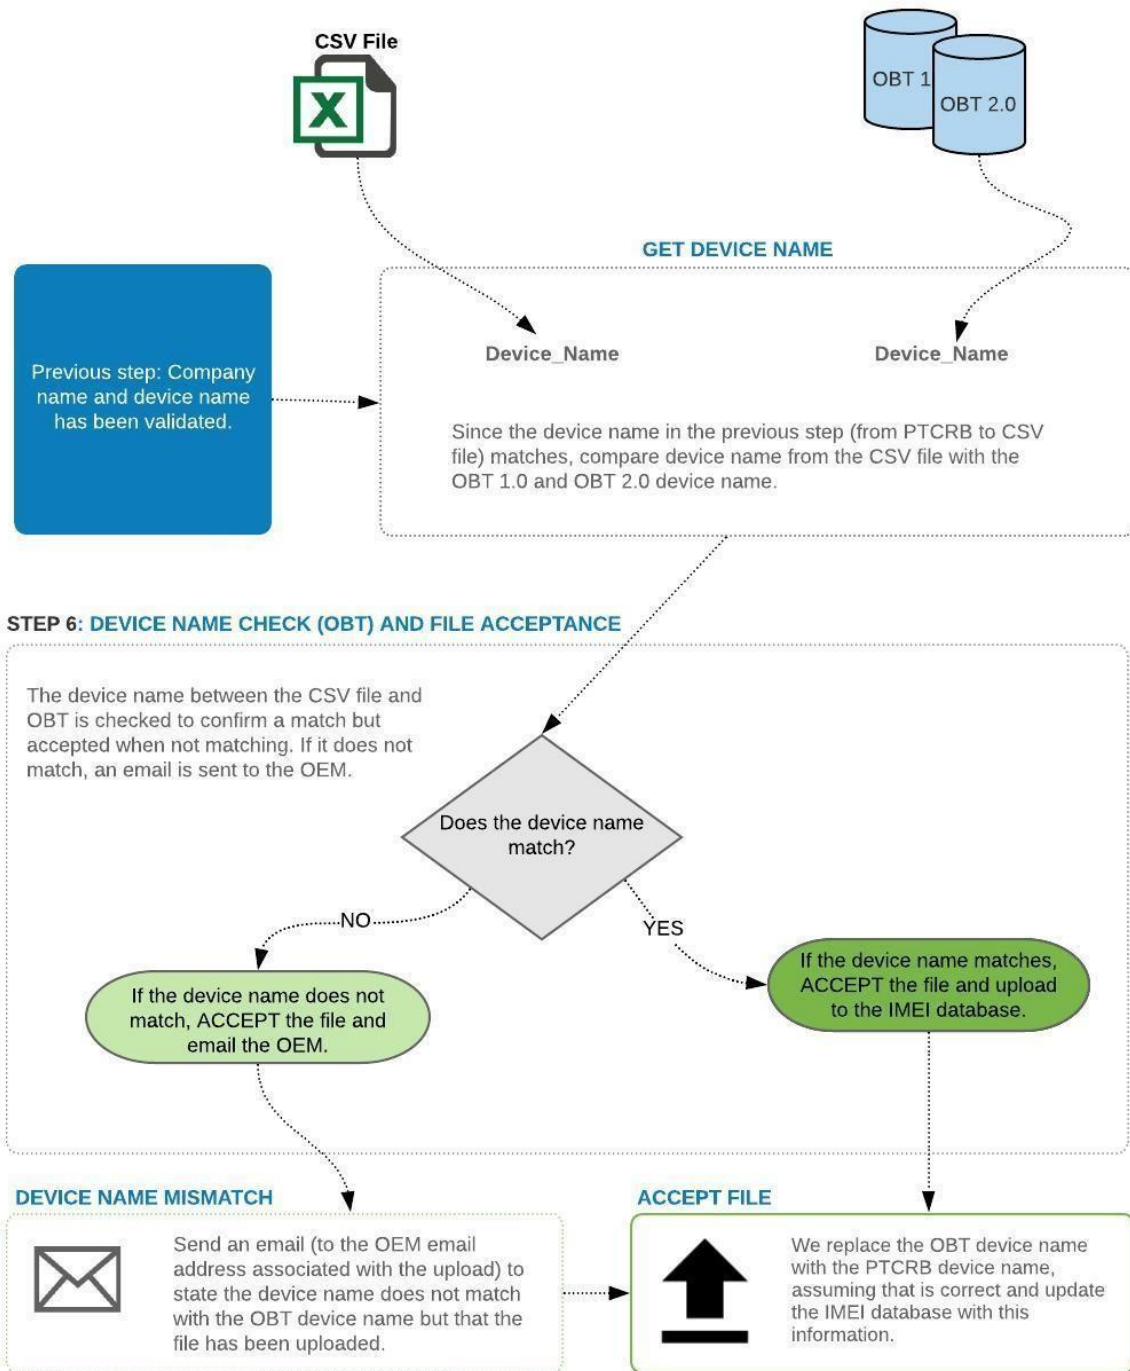 CSV File
X
OBT 1
OBT 2.0
GET DEVICE NAME
Previous step: Company
name and device name
has been validated.
Device_Name
Device_Name
Since the device name in the previous step (from PTCRB to CSV
file) matches, compare device name from the CSV file with the
OBT 1.0 and OBT 2.0 device name.
STEP 6: DEVICE NAME CHECK (OBT) AND FILE ACCEPTANCE
The device name between the CSV file and
OBT is checked to confirm a match but
accepted when not matching. If it does not
match, an email is sent to the OEM.
Does the device name
match?
NO
YES
If the device name does not
match, ACCEPT the file and
email the OEM.
If the device name matches,
ACCEPT the file and upload
to the IMEI database.
DEVICE NAME MISMATCH
Send an email (to the OEM email
address associated with the upload) to
state the device name does not match
with the OBT device name but that the
file has been uploaded.
ACCEPT FILE
We replace the OBT device name
with the PTCRB device name,
assuming that is correct and update
the IMEI database with this
information.